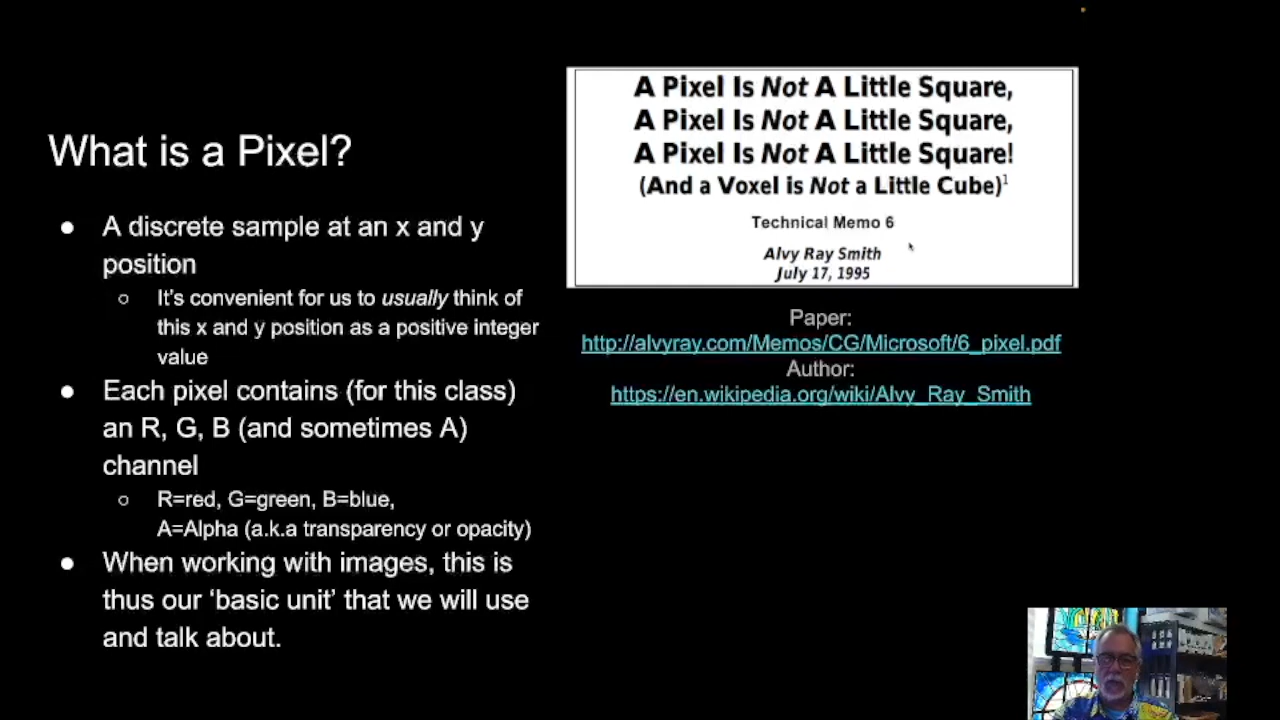 What is a Pixel?
● A discrete sample at an x and y
position
○ It's convenient for us to usually think of
this x and y position as a positive integer
value
● Each pixel contains (for this class)
an R, G, B (and sometimes A)
channel
○ R=red, G=green, B=blue,
A=Alpha (a.k.a transparency or opacity)
● When working with images, this is
thus our ‘basic unit’ that we will use
and talk about.
A Pixel Is Not A Little Square,
A Pixel Is Not A Little Square,
A Pixel Is Not A Little Square!
(And a Voxel is Not a Little Cube)¹
Technical Memo 6
Alvy Ray Smith
July 17, 1995
Paper:
http://alvyray.com/Memos/CG/Microsoft/6_pixel.pdf
Author:
https://en.wikipedia.org/wiki/Alvy_Ray_Smith